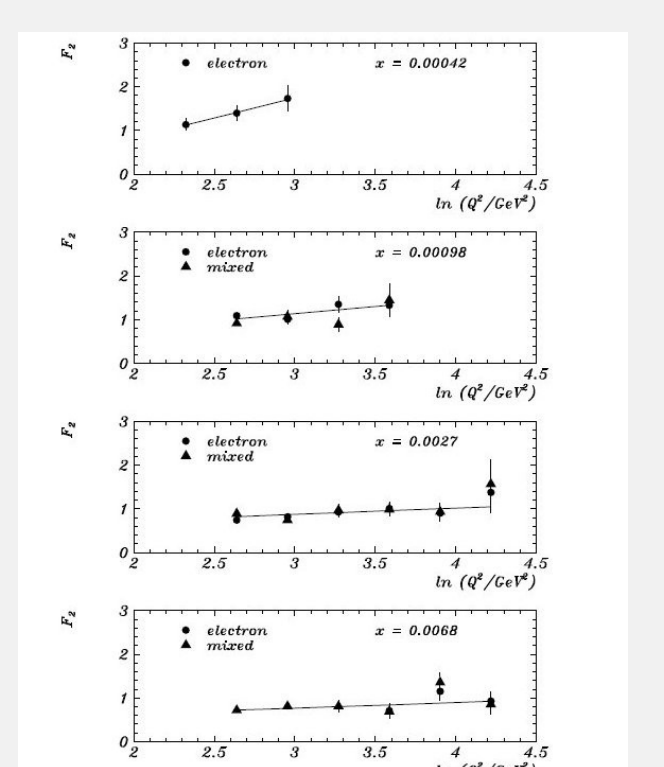 3
F₂
electron
x = 0.00042
2
1
0
2 2.5 3 3.5 4 4.5
ln (Q²/GeV²)
3
F₂
electron
x = 0.00098
mixed
2
1
0
2 2.5 3 3.5 4 4.5
ln (Q²/GeV²)
3
F₂
electron
x = 0.0027
mixed
2
1
0
2 2.5 3 3.5 4 4.5
ln (Q²/GeV²)
3
F₂
electron
x = 0.0068
mixed
2
1
0
2 2.5 3 3.5 4 4.5